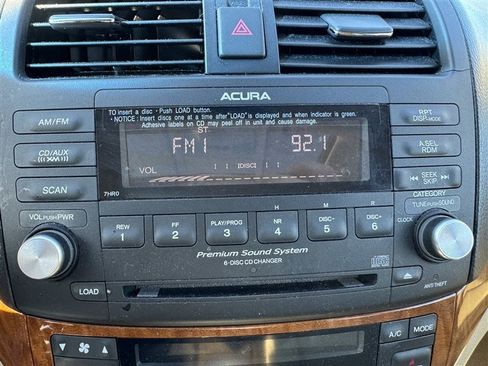 ACURA
TO insert a disc • Push LOAD button.
• NOTICE: Insert discs one at a time after "LOAD" is displayed and when indicator is green.
Adhesive labels on CD may peel off in unit and cause damage.
AM/FM
CD/AUX
((XM))
SCAN
ST
FM1 92.1
DISC1
VOL
7HR0
RPT
DISP•MODE
A.SEL
RDM
SEEK
SKIP
CATEGORY
VOL PUSH PWR
TUNE PUSH SOUND
CLOCK
H M R
REW 1
FF 2
PLAY/PROG 3
NR 4
DISC- 5
DISC+ 6
Premium Sound System
6-DISC CD CHANGER
LOAD
ANTI THEFT
A/C MODE